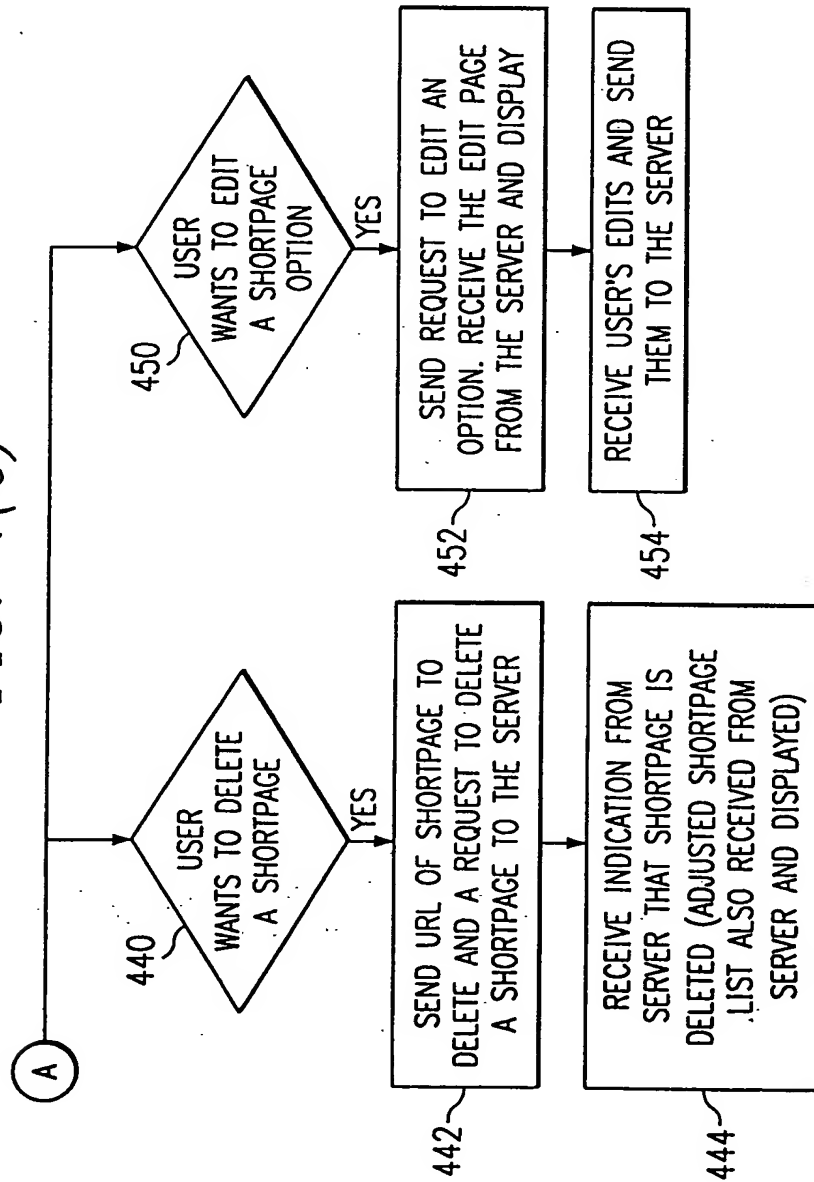 A
USER
WANTS TO DELETE
A SHORTPAGE
440
YES
SEND URL OF SHORTPAGE TO
DELETE AND A REQUEST TO DELETE
A SHORTPAGE TO THE SERVER
442
RECEIVE INDICATION FROM
SERVER THAT SHORTPAGE IS
DELETED (ADJUSTED SHORTPAGE
LIST ALSO RECEIVED FROM
SERVER AND DISPLAYED)
444
USER
WANTS TO EDIT
A SHORTPAGE
OPTION
450
YES
SEND REQUEST TO EDIT AN
OPTION. RECEIVE THE EDIT PAGE
FROM THE SERVER AND DISPLAY
452
RECEIVE USER'S EDITS AND SEND
THEM TO THE SERVER
454